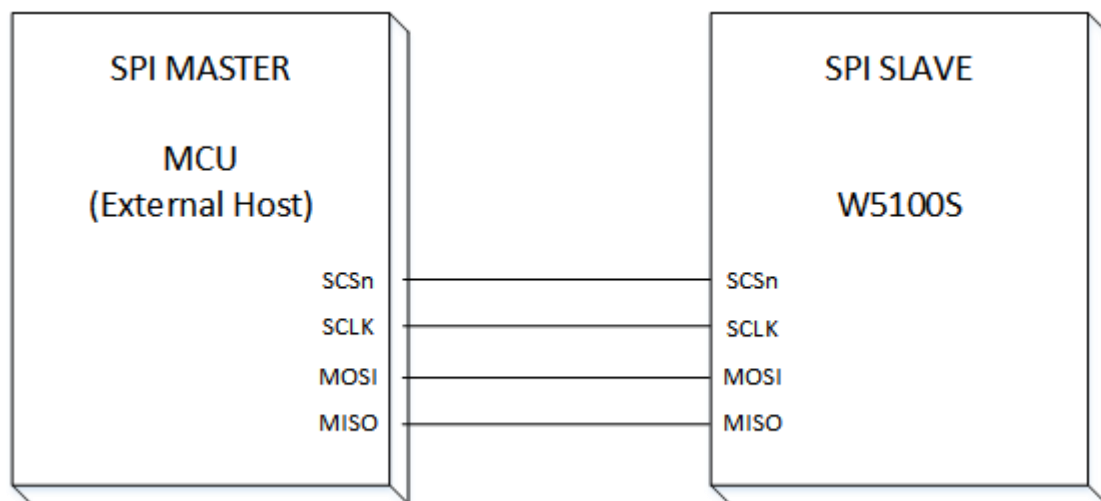 SPI MASTER
MCU
(External Host)
SCSn
SCLK
MOSI
MISO
SPI SLAVE
W5100S
SCSn
SCLK
MOSI
MISO